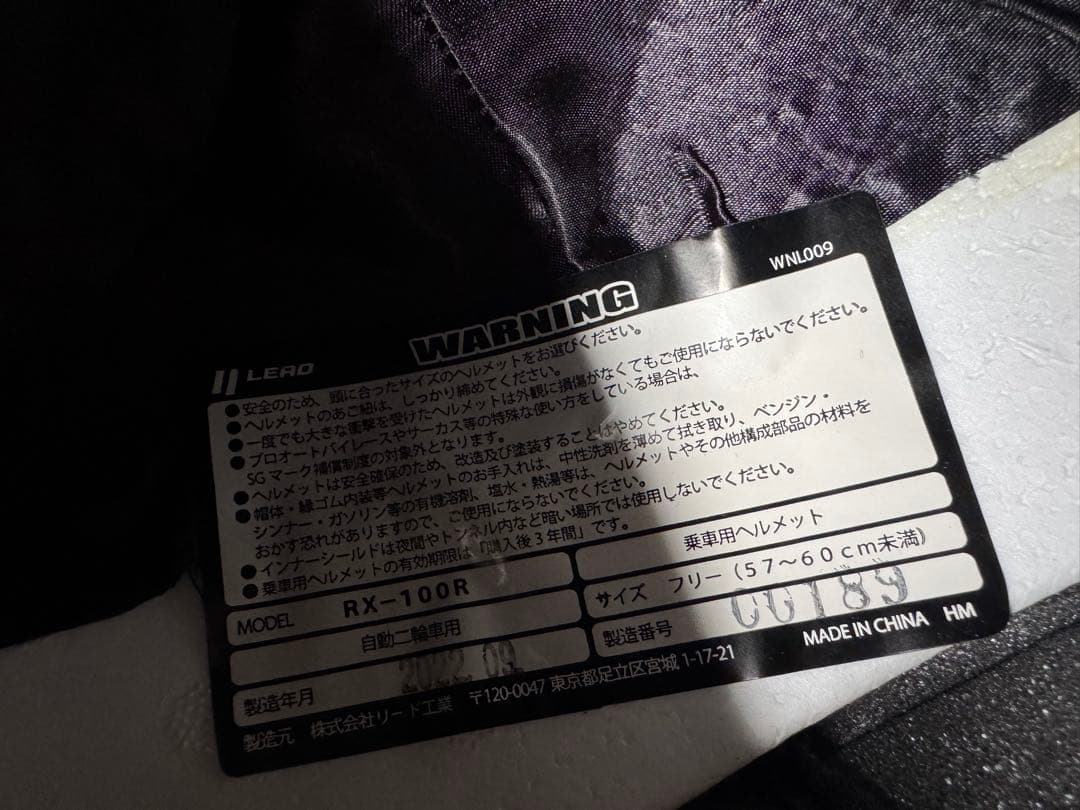 WNL009
WARNING
LEAD
●安全のため、頭に合ったサイズのヘルメットをお選びください。
●ヘルメットのあご紐は、しっかり締めてください。
●一度でも大きな衝撃を受けたヘルメットは外観に損傷がなくてもご使用にならないでください。
●プロオートバイレースやサーカス等の特殊な使い方をしている場合は、
SGマーク補償制度の対象外となります。
●ヘルメットは安全確保のため、改造及び塗装することはやめてください。
●帽体・縁ゴム内装等ヘルメットのお手入れは、中性洗剤を薄めて拭き取り、ベンジン・
シンナー・ガソリン等の有機溶剤、塩水・熱湯等は、ヘルメットやその他構成部品の材料を
おかす恐れがありますので、ご使用にならないでください。
●インナーシールドは夜間やトンネル内など暗い場所では使用しないでください。
●乗車用ヘルメットの有効期限は「購入後3年間」です。
MODEL RX-100R
乗車用ヘルメット
自動二輪車用
サイズ フリー(57〜60cm未満)
製造年月 2022.09
製造番号 00189
製造元 株式会社リード工業 〒120-0047 東京都足立区宮城1-17-21
MADE IN CHINA HM